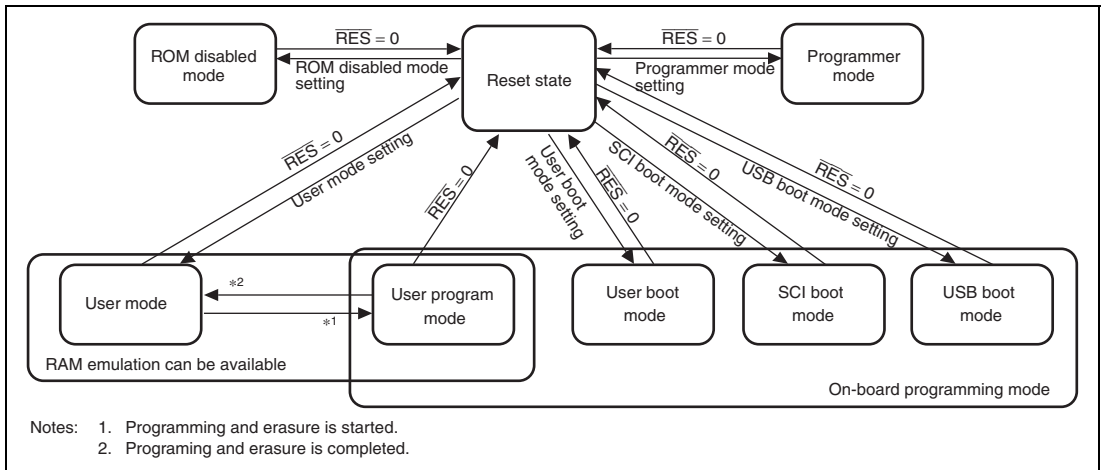 ROM disabled
mode
RES = 0
ROM disabled mode
setting
Reset state
RES = 0
Programmer mode
setting
Programmer
mode
RES = 0
User mode setting
RES = 0
User boot
mode setting
RES = 0
SCI boot mode setting
RES = 0
USB boot mode setting
RES = 0
User mode
*2
*1
User program
mode
User boot
mode
SCI boot
mode
USB boot
mode
RAM emulation can be available
On-board programming mode
Notes: 1. Programming and erasure is started.
2. Programing and erasure is completed.